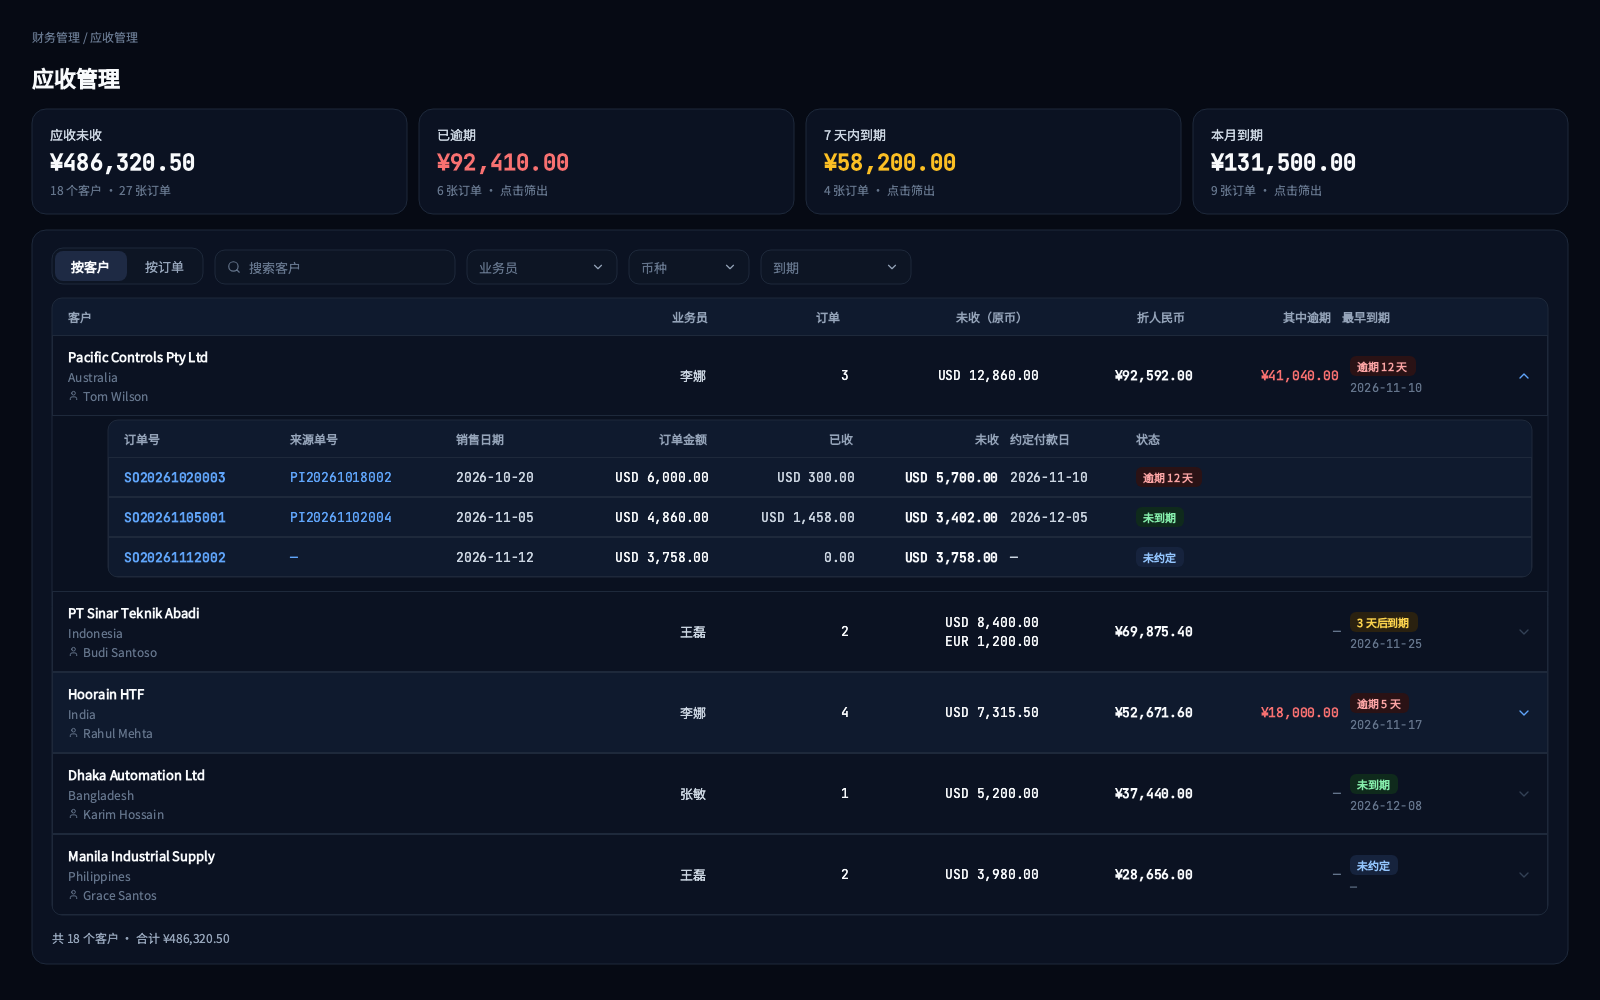 财务管理 / 应收管理
应收管理
应收未收
¥486,320.50
18 个客户 · 27 张订单
已逾期
¥92,410.00
6 张订单 · 点击筛出
7 天内到期
¥58,200.00
4 张订单 · 点击筛出
本月到期
¥131,500.00
9 张订单 · 点击筛出
按客户 按订单 搜索客户 业务员 币种 到期
客户 业务员 订单 未收（原币） 折人民币 其中逾期 最早到期
Pacific Controls Pty Ltd
Australia
Tom Wilson
李娜 3 USD 12,860.00 ¥92,592.00 ¥41,040.00 逾期 12 天
2026-11-10
订单号 来源单号 销售日期 订单金额 已收 未收 约定付款日 状态
SO20261020003 PI20261018002 2026-10-20 USD 6,000.00 USD 300.00 USD 5,700.00 2026-11-10 逾期 12 天
SO20261105001 PI20261102004 2026-11-05 USD 4,860.00 USD 1,458.00 USD 3,402.00 2026-12-05 未到期
SO20261112002 — 2026-11-12 USD 3,758.00 0.00 USD 3,758.00 — 未约定
PT Sinar Teknik Abadi
Indonesia
Budi Santoso
王磊 2 USD 8,400.00
EUR 1,200.00
¥69,875.40 — 3 天后到期
2026-11-25
Hoorain HTF
India
Rahul Mehta
李娜 4 USD 7,315.50 ¥52,671.60 ¥18,000.00 逾期 5 天
2026-11-17
Dhaka Automation Ltd
Bangladesh
Karim Hossain
张敏 1 USD 5,200.00 ¥37,440.00 — 未到期
2026-12-08
Manila Industrial Supply
Philippines
Grace Santos
王磊 2 USD 3,980.00 ¥28,656.00 — 未约定
—
共 18 个客户 · 合计 ¥486,320.50